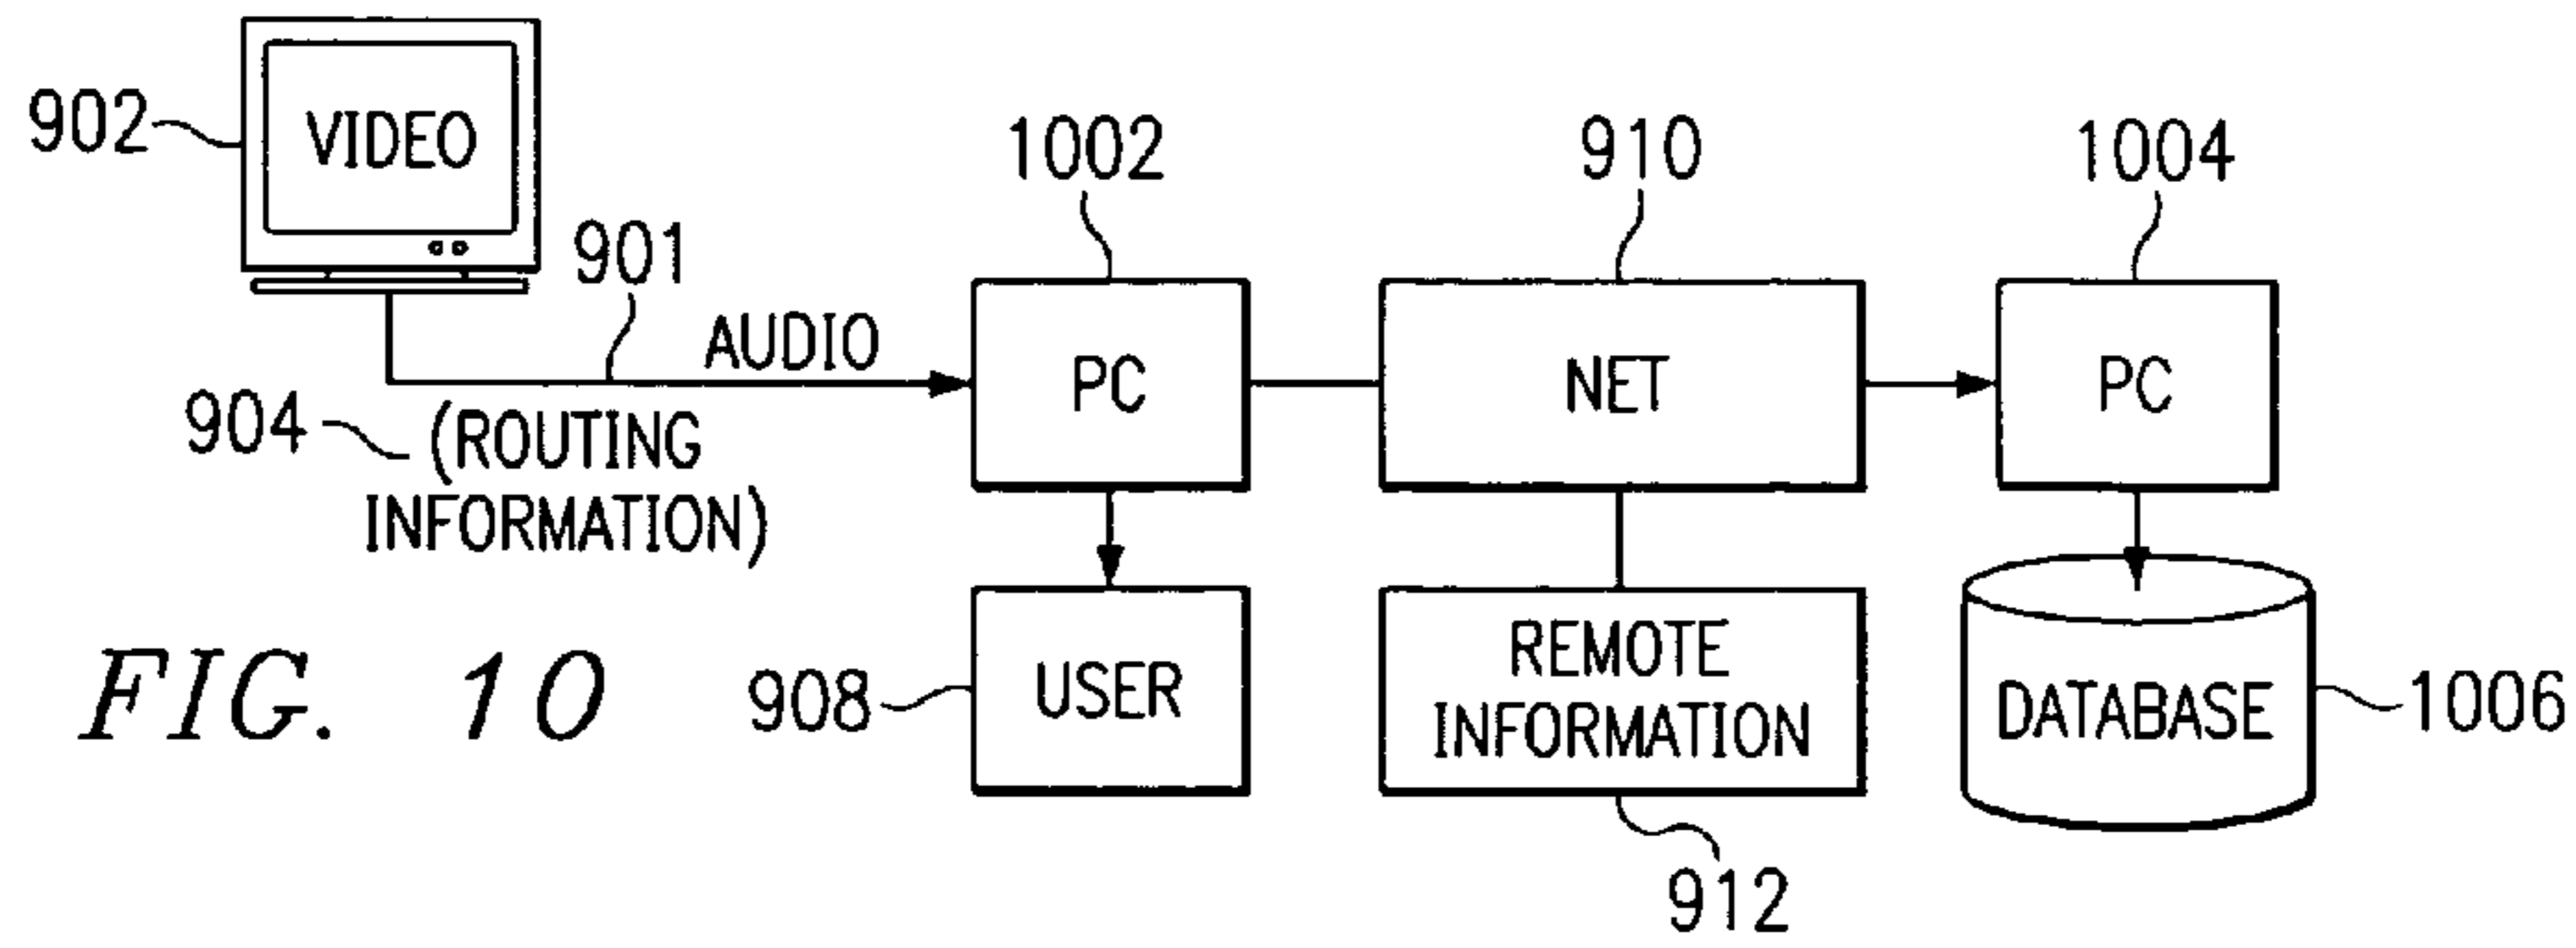 902
VIDEO
901
AUDIO
904
(ROUTING
INFORMATION)
1002
PC
910
NET
1004
PC
908
USER
REMOTE
INFORMATION
912
DATABASE
1006
FIG. 10